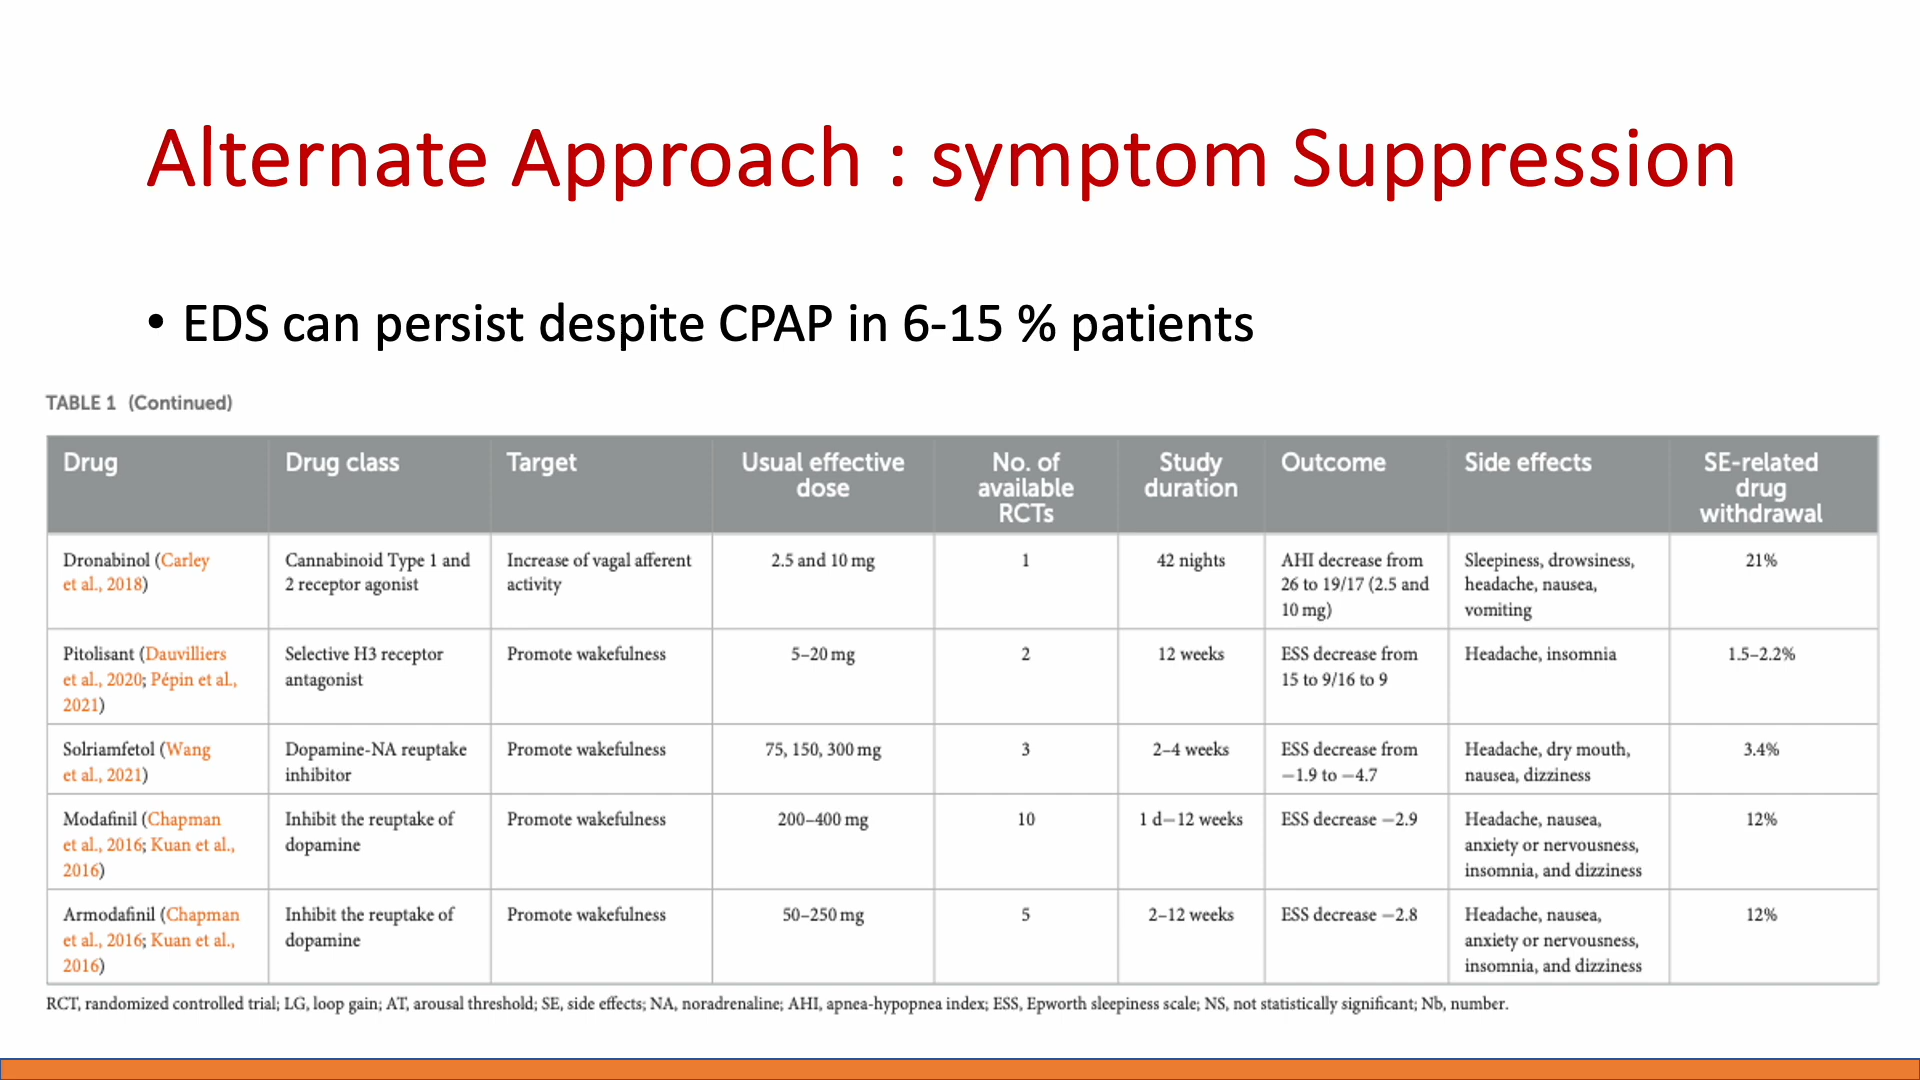 Alternate Approach : symptom Suppression
• EDS can persist despite CPAP in 6-15 % patients
TABLE 1 (Continued)
Drug
Drug class
Target
Usual effective
dose
No. of
available
RCTs
Study
duration
Outcome
Side effects
SE-related
drug
withdrawal
Dronabinol (Carley
et al., 2018)
Cannabinoid Type 1 and
2 receptor agonist
Increase of vagal afferent
activity
2.5 and 10 mg
1
42 nights
AHI decrease from
26 to 19/17 (2.5 and
10 mg)
Sleepiness, drowsiness,
headache, nausea,
vomiting
21%
Pitolisant (Dauvilliers
et al., 2020; Pépin et al.,
2021)
Selective H3 receptor
antagonist
Promote wakefulness
5–20 mg
2
12 weeks
ESS decrease from
15 to 9/16 to 9
Headache, insomnia
1.5–2.2%
Solriamfetol (Wang
et al., 2021)
Dopamine-NA reuptake
inhibitor
Promote wakefulness
75, 150, 300 mg
3
2–4 weeks
ESS decrease from
−1.9 to −4.7
Headache, dry mouth,
nausea, dizziness
3.4%
Modafinil (Chapman
et al., 2016; Kuan et al.,
2016)
Inhibit the reuptake of
dopamine
Promote wakefulness
200–400 mg
10
1 d−12 weeks
ESS decrease −2.9
Headache, nausea,
anxiety or nervousness,
insomnia, and dizziness
12%
Armodafinil (Chapman
et al., 2016; Kuan et al.,
2016)
Inhibit the reuptake of
dopamine
Promote wakefulness
50–250 mg
5
2–12 weeks
ESS decrease −2.8
Headache, nausea,
anxiety or nervousness,
insomnia, and dizziness
12%
RCT, randomized controlled trial; LG, loop gain; AT, arousal threshold; SE, side effects; NA, noradrenaline; AHI, apnea-hypopnea index; ESS, Epworth sleepiness scale; NS, not statistically significant; Nb, number.